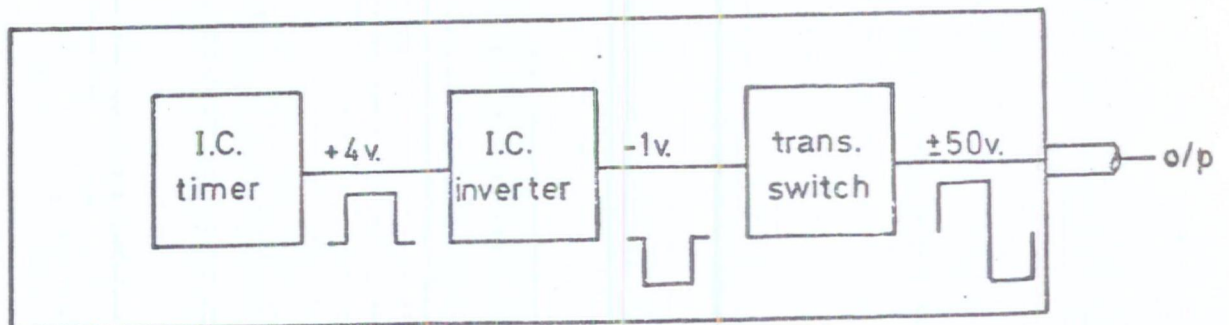 I.C.
timer
+4v.
I.C.
inverter
-1v.
trans.
switch
±50v.
o/p